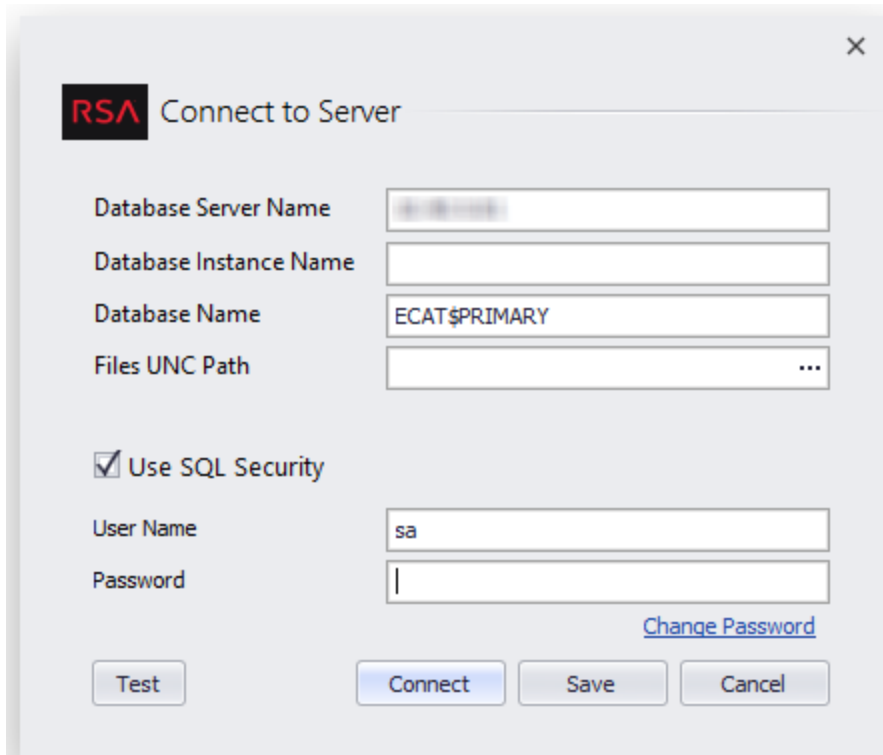 RSA Connect to Server
Database Server Name
Database Instance Name
Database Name ECAT$PRIMARY
Files UNC Path ...
Use SQL Security
User Name sa
Password
Change Password
Test Connect Save Cancel